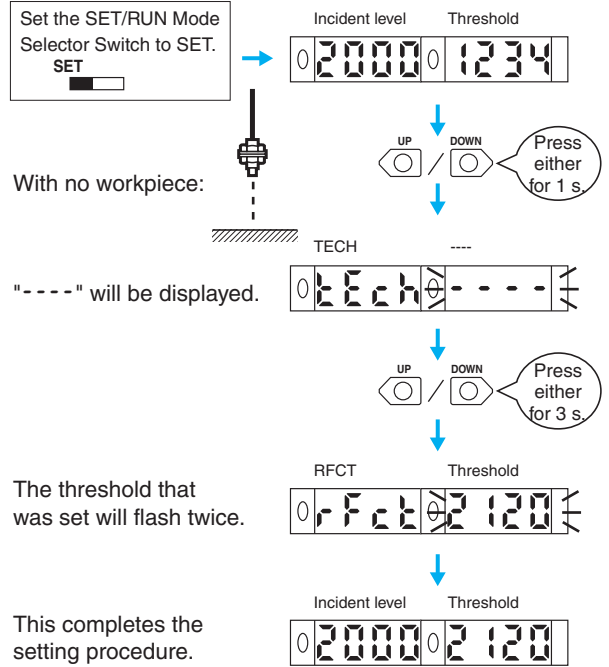 Set the SET/RUN Mode
Selector Switch to SET.
SET
Incident level Threshold
2000 1234
UP / DOWN
Press
either
for 1 s.
With no workpiece:
TECH ----
tEch ----
"----" will be displayed.
UP / DOWN
Press
either
for 3 s.
RFCT Threshold
rFct 2120
The threshold that
was set will flash twice.
Incident level Threshold
2000 2120
This completes the
setting procedure.